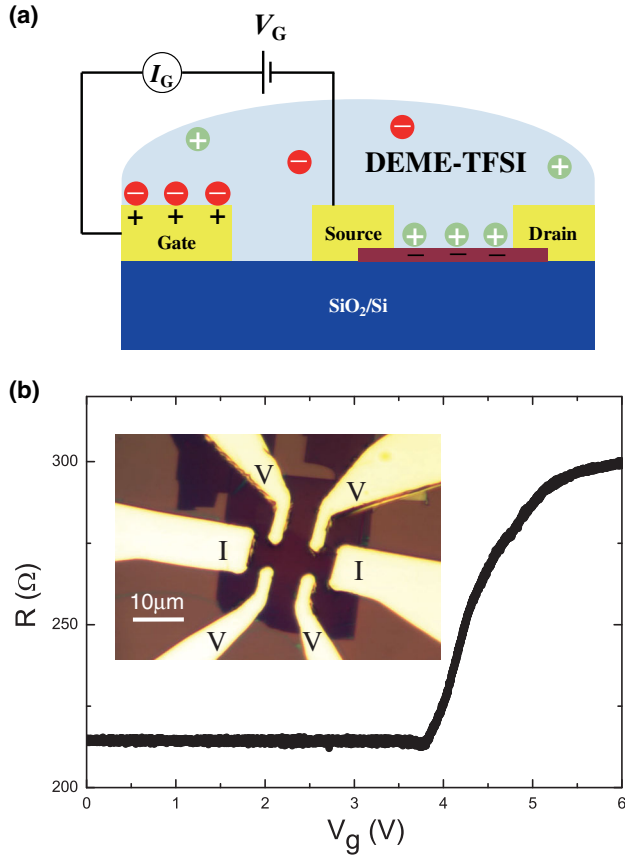 (a)
V_G
I_G
+ − − + DEME-TFSI
− − − + + + +
+ + +
Gate Source − − − Drain
SiO₂/Si
(b)
300
250
200
R (Ω)
V V
I I
10μm
V V
0 1 2 3 4 5 6
V_g (V)